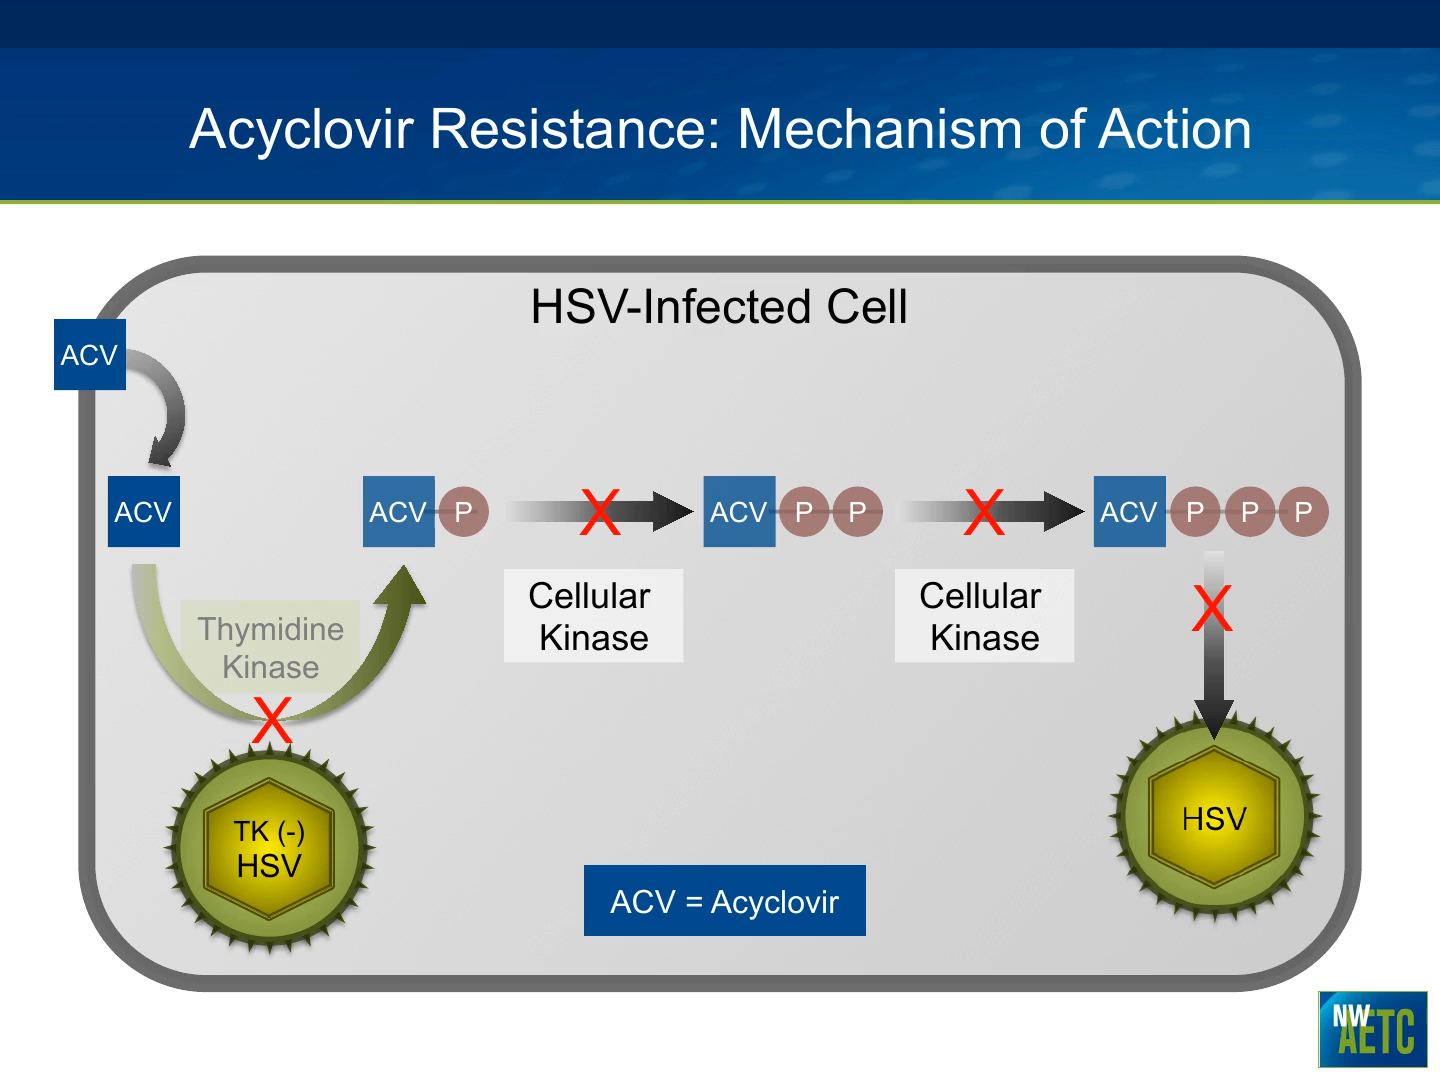 Acyclovir Resistance: Mechanism of Action
HSV-Infected Cell
ACV
ACV
ACV P
X
ACV P P
X
ACV P P P
Thymidine
Kinase
X
Cellular
Kinase
Cellular
Kinase
X
TK (-)
HSV
HSV
ACV = Acyclovir
NW
AETC